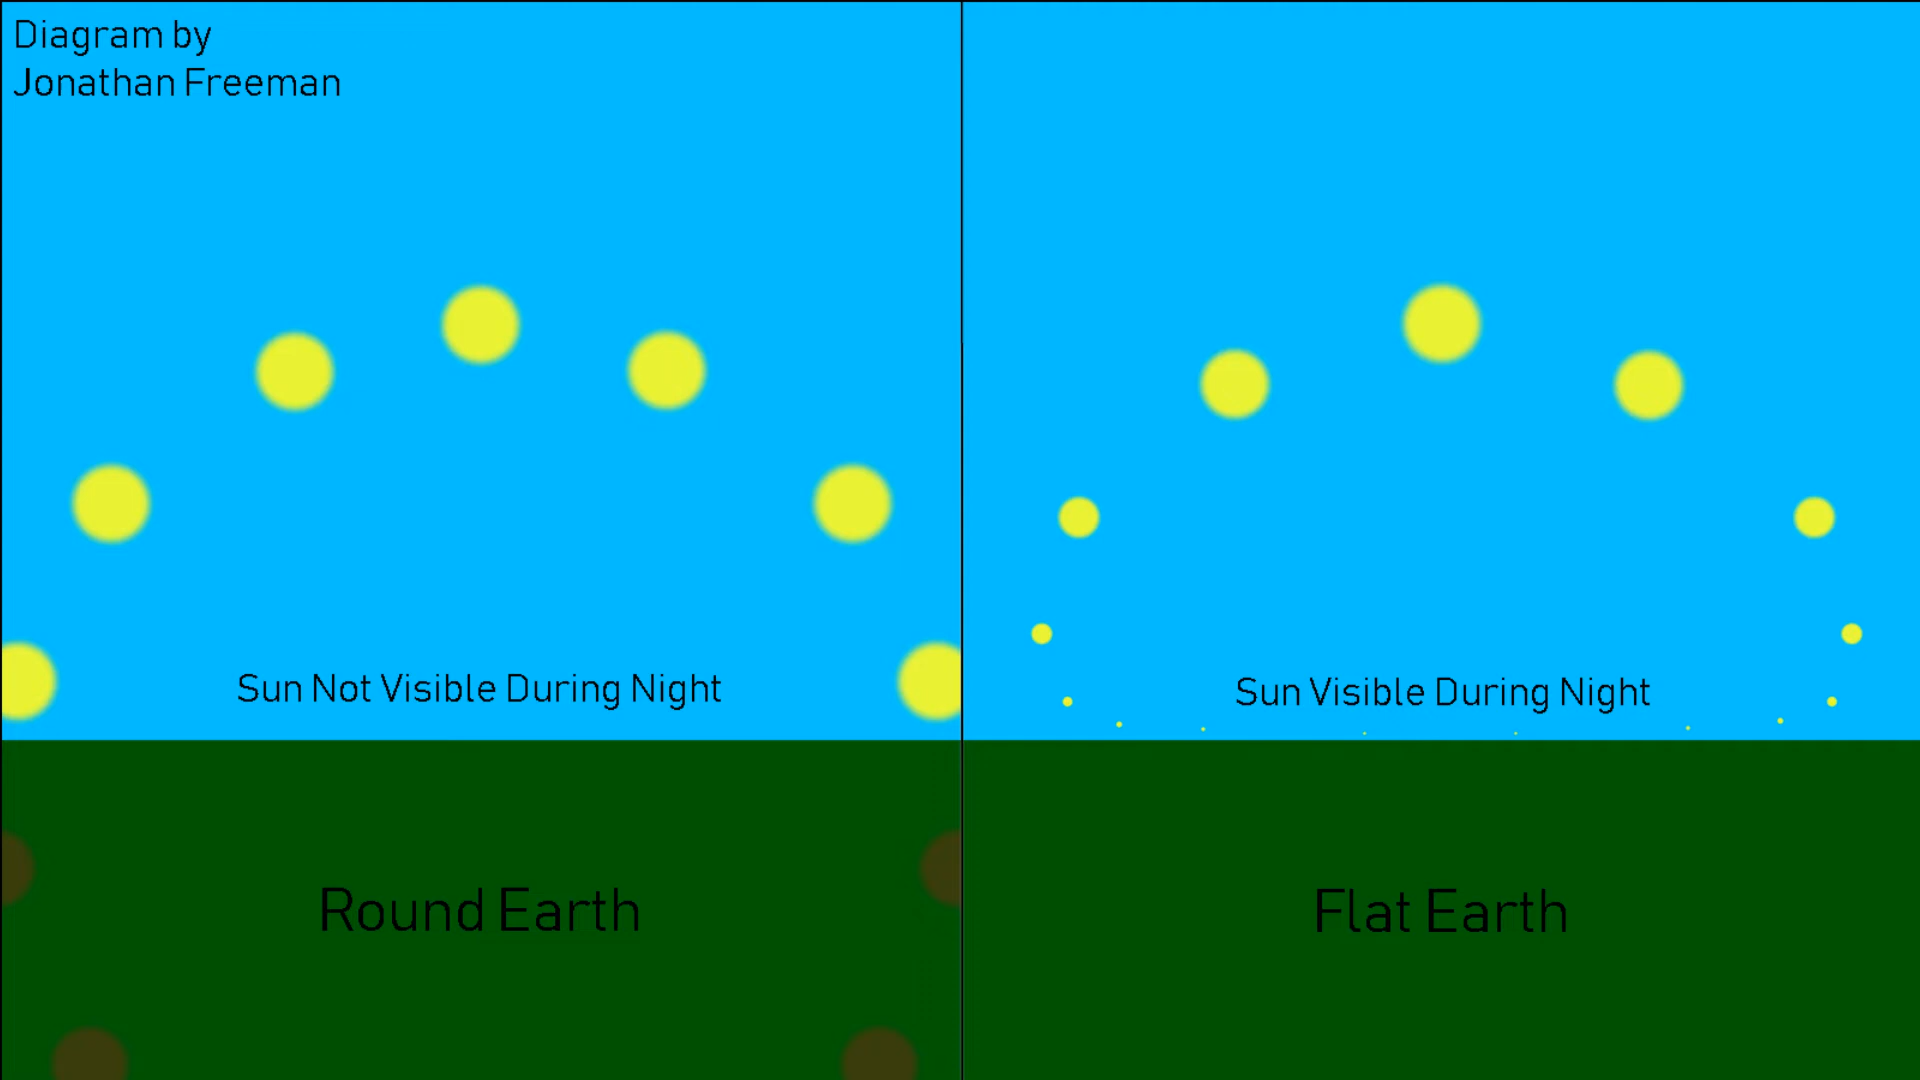 Diagram by
Jonathan Freeman
Sun Not Visible During Night
Sun Visible During Night
Round Earth
Flat Earth